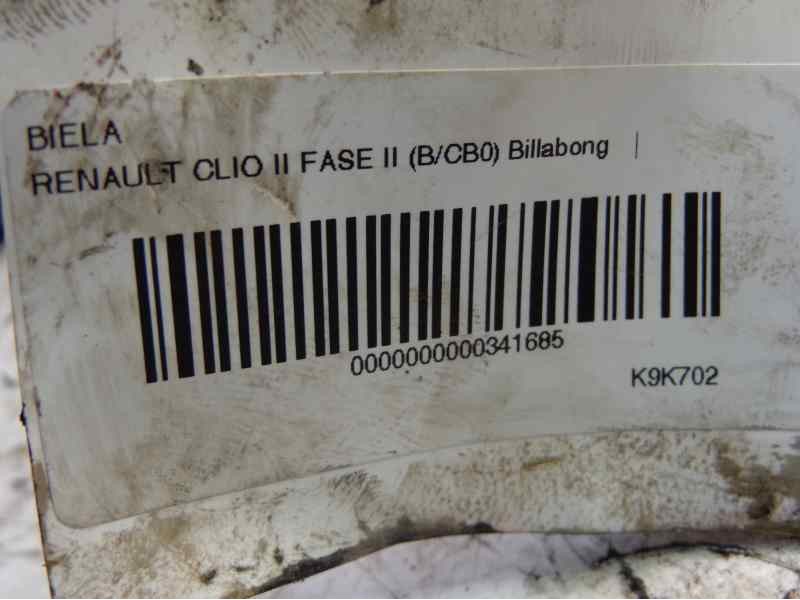 BIELA
RENAULT CLIO II FASE II (B/CB0) Billabong |
0000000000341685
K9K702